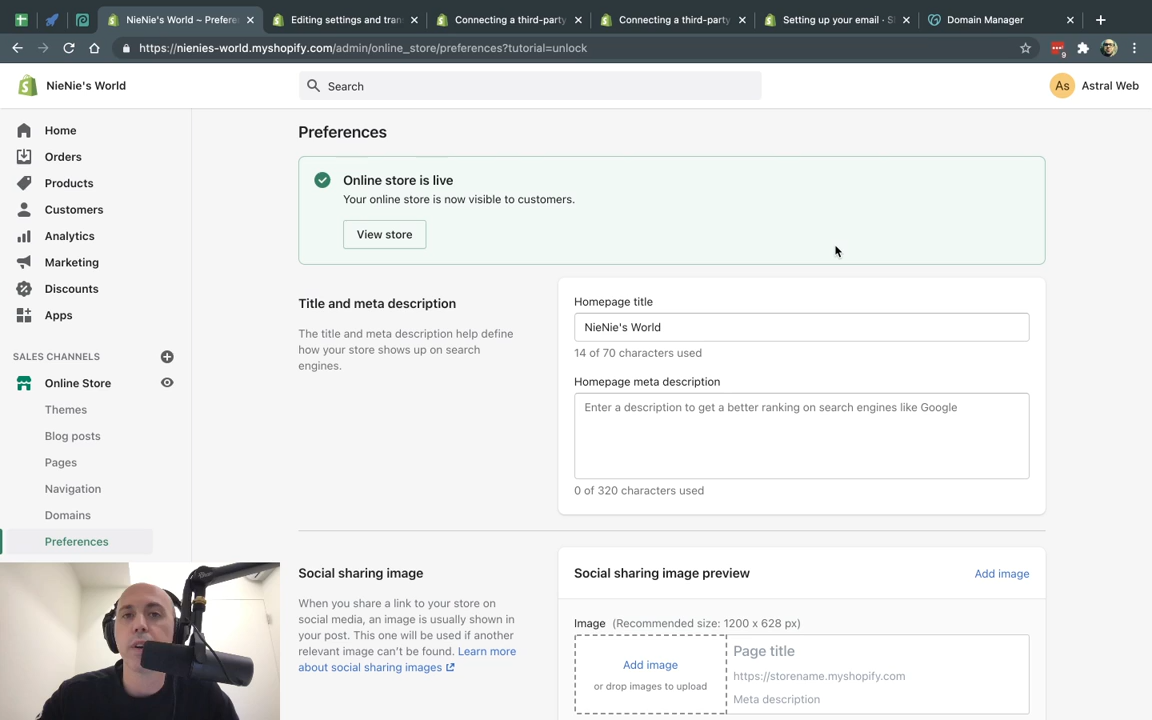 NieNie's World ~ Prefere
Editing settings and tran
Connecting a third-party
Connecting a third-party
Setting up your email · S
Domain Manager
https://nienies-world.myshopify.com/admin/online_store/preferences?tutorial=unlock
9
NieNie's World
Search
As
Astral Web
Home
Orders
Products
Customers
Analytics
Marketing
Discounts
Apps
SALES CHANNELS
Online Store
Themes
Blog posts
Pages
Navigation
Domains
Preferences
Preferences
Online store is live
Your online store is now visible to customers.
View store
Title and meta description
The title and meta description help define
how your store shows up on search
engines.
Homepage title
NieNie's World
14 of 70 characters used
Homepage meta description
Enter a description to get a better ranking on search engines like Google
0 of 320 characters used
Social sharing image
When you share a link to your store on
social media, an image is usually shown in
your post. This one will be used if another
relevant image can't be found. Learn more
about social sharing images
Social sharing image preview
Add image
Image (Recommended size: 1200 x 628 px)
Add image
or drop images to upload
Page title
https://storename.myshopify.com
Meta description